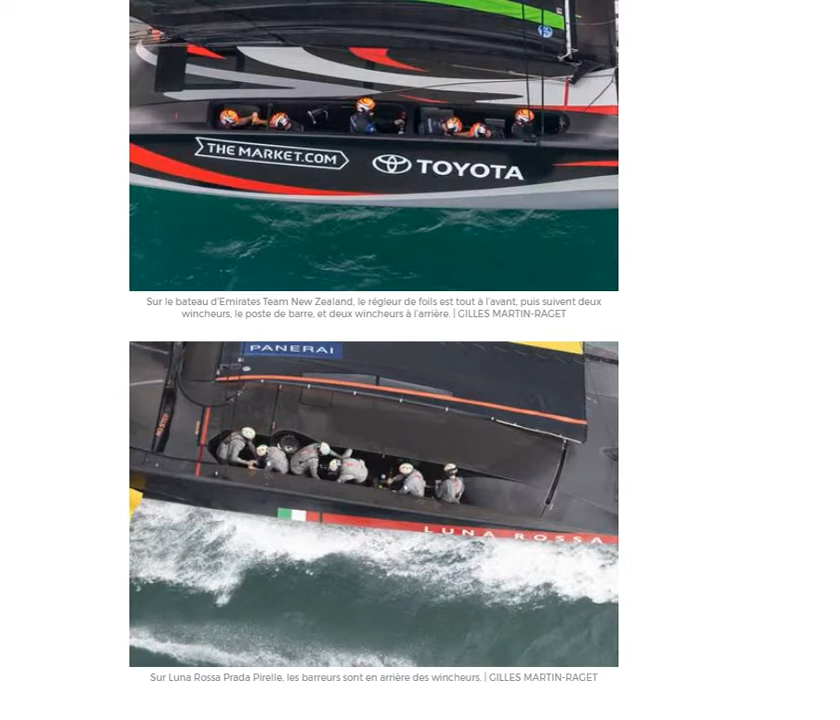 THE MARKET.COM
TOYOTA
Sur le bateau d'Emirates Team New Zealand, le régleur de foils est tout à l'avant, puis suivent deux
wincheurs, le poste de barre, et deux wincheurs à l'arrière. | GILLES MARTIN-RAGET
PANERAI
LUNA ROSSA
Sur Luna Rossa Prada Pirelle, les barreurs sont en arrière des wincheurs. | GILLES MARTIN-RAGET